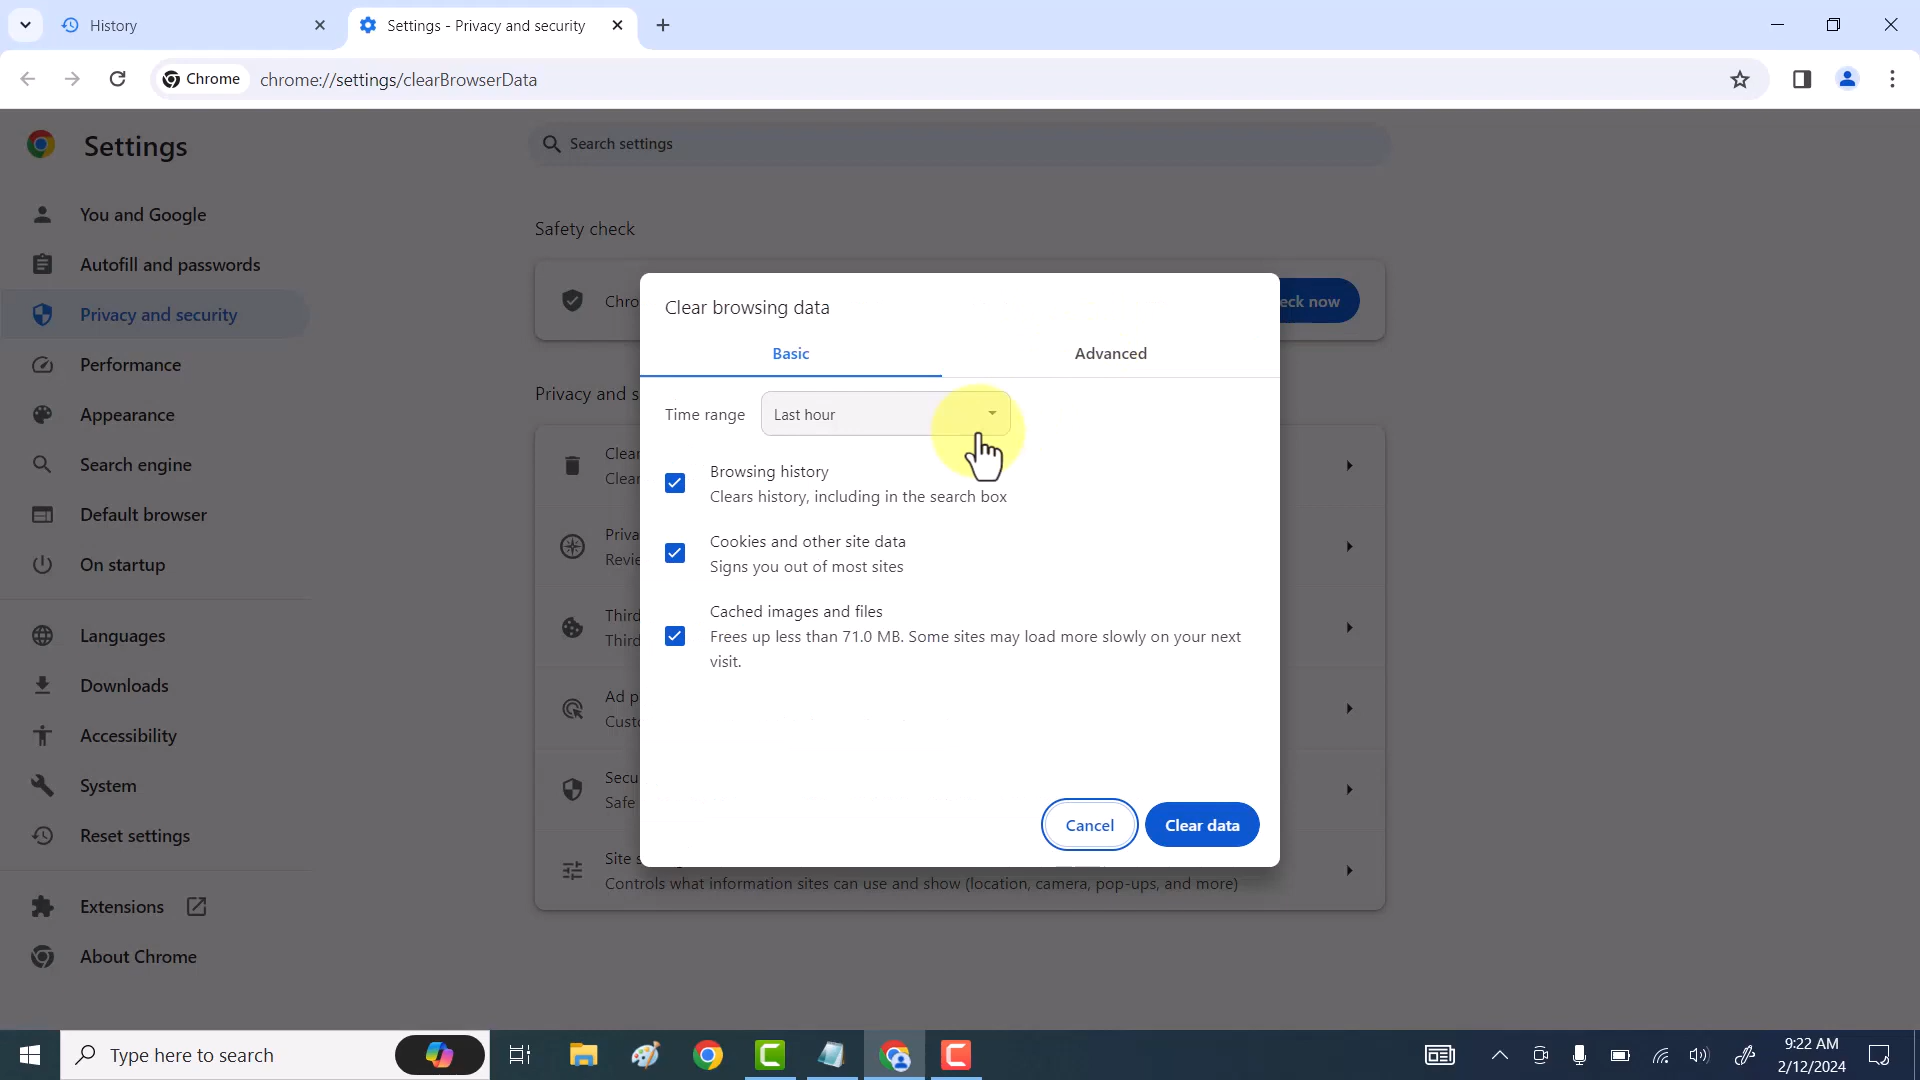 History
Settings - Privacy and security
Chrome
chrome://settings/clearBrowserData
Settings
Search settings
You and Google
Autofill and passwords
Privacy and security
Performance
Appearance
Search engine
Default browser
On startup
Languages
Downloads
Accessibility
System
Reset settings
Extensions
About Chrome
Safety check
Chro
eck now
Privacy and s
Clear
Clear
Priva
Revie
Third
Third
Ad p
Custo
Secu
Safe
Site s
Controls what information sites can use and show (location, camera, pop-ups, and more)
Clear browsing data
Basic
Advanced
Time range
Last hour
Browsing history
Clears history, including in the search box
Cookies and other site data
Signs you out of most sites
Cached images and files
Frees up less than 71.0 MB. Some sites may load more slowly on your next
visit.
Cancel
Clear data
Type here to search
9:22 AM
2/12/2024